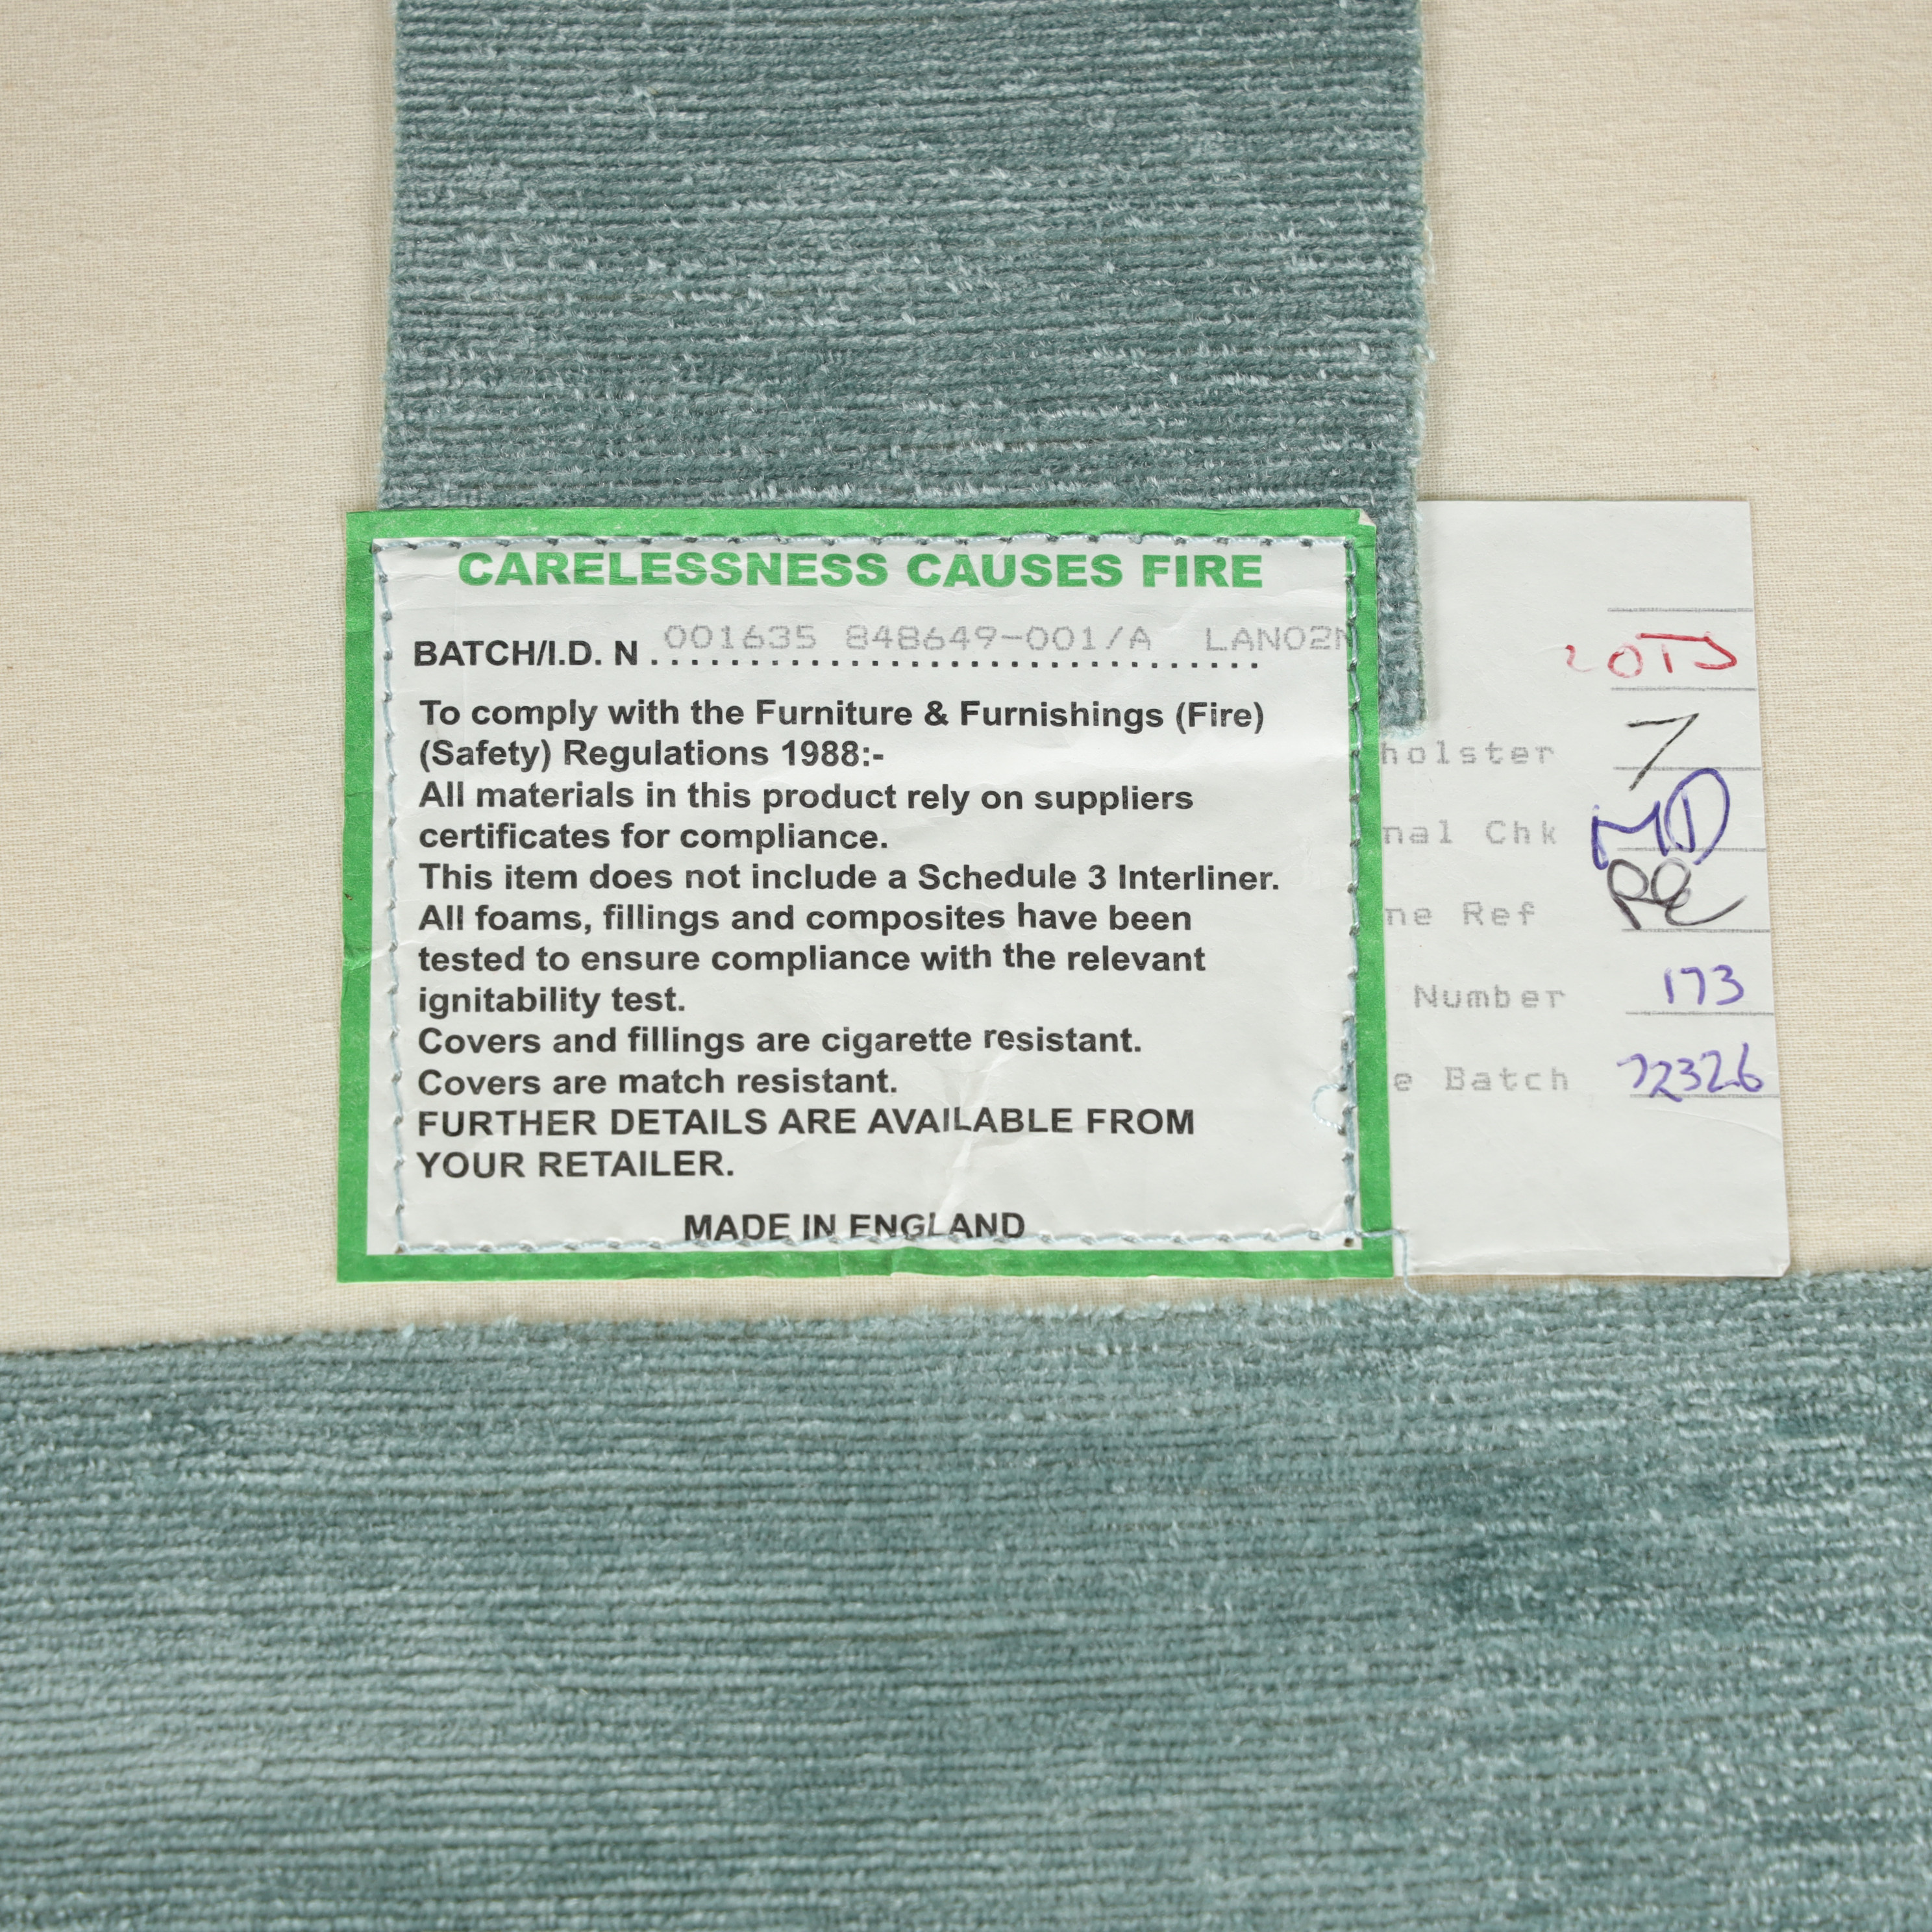 CARELESSNESS CAUSES FIRE
BATCH/I.D. N 001635 848649-001/A LAN02
To comply with the Furniture & Furnishings (Fire)
(Safety) Regulations 1988:-
All materials in this product rely on suppliers
certificates for compliance.
This item does not include a Schedule 3 Interliner.
All foams, fillings and composites have been
tested to ensure compliance with the relevant
ignitability test.
Covers and fillings are cigarette resistant.
Covers are match resistant.
FURTHER DETAILS ARE AVAILABLE FROM
YOUR RETAILER.
MADE IN ENGLAND
holster 7
nal Chk MD
ne Ref
Number 173
e Batch 72326